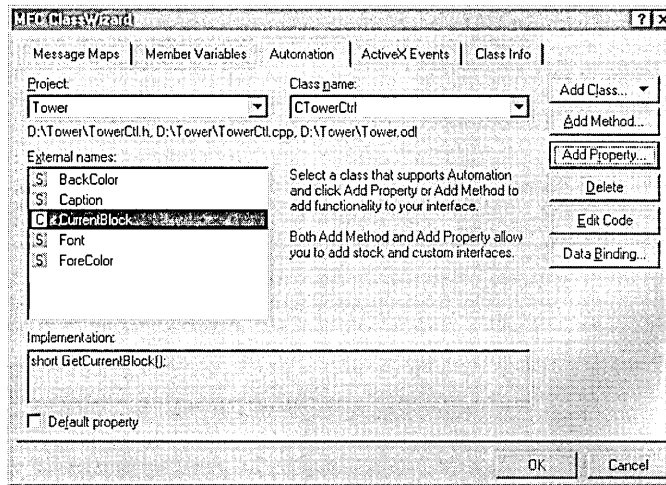 MFC ClassWizard ? x
Message Maps Member Variables Automation ActiveX Events Class Info
Project: Class name:
Tower CTowerCtrl
Add Class...
D:\Tower\TowerCtl.h, D:\Tower\TowerCtl.cpp, D:\Tower\Tower.odl
Add Method...
External names:
Add Property...
S BackColor
S Caption
C CurrentBlock
S Font
S ForeColor
Select a class that supports Automation
and click Add Property or Add Method to
add functionality to your interface.
Both Add Method and Add Property allow
you to add stock and custom interfaces.
Delete
Edit Code
Data Binding...
Implementation:
short GetCurrentBlock();
Default property
OK Cancel